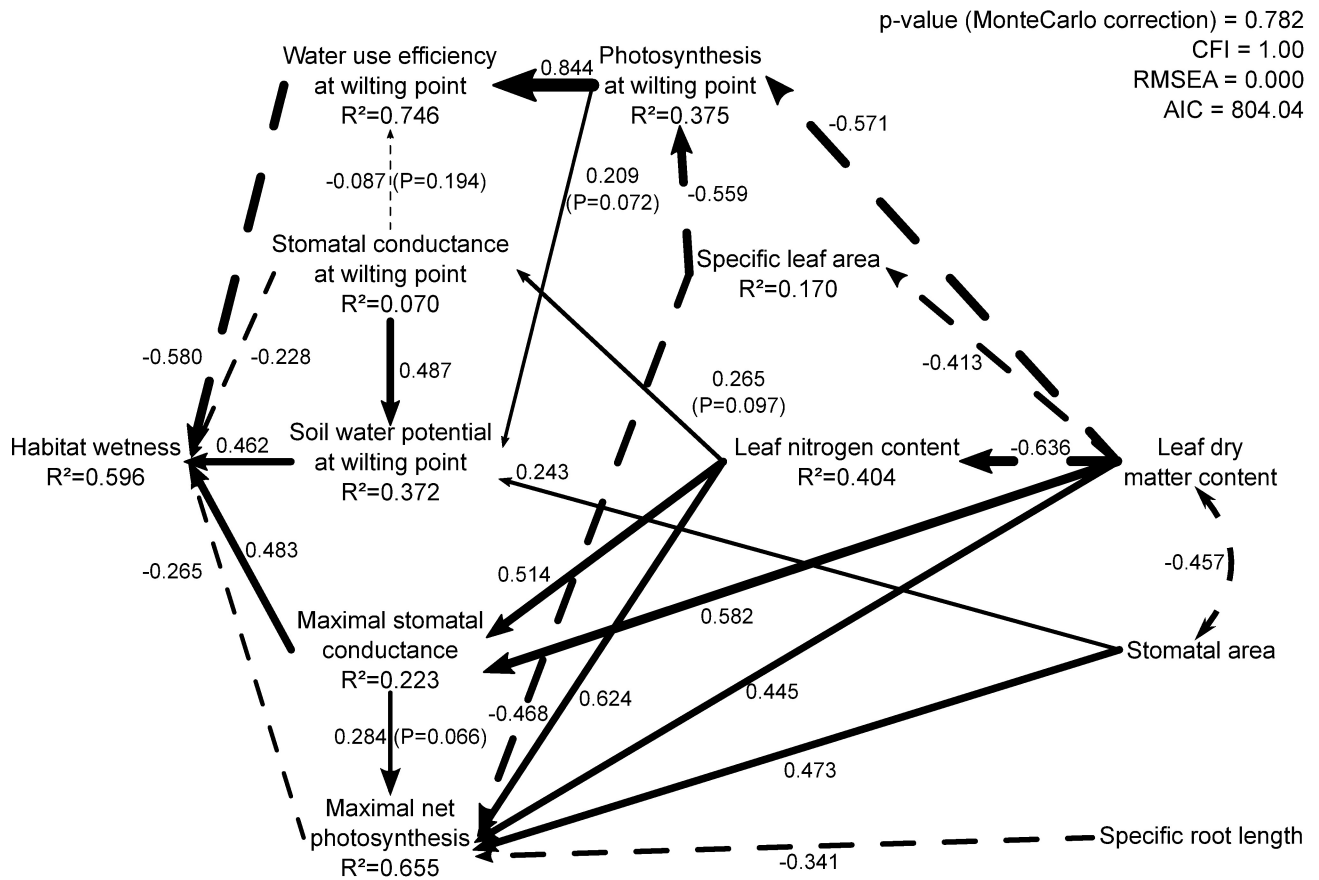 p-value (MonteCarlo correction) = 0.782
CFI = 1.00
RMSEA = 0.000
AIC = 804.04
Water use efficiency
at wilting point
R²=0.746
0.844
Photosynthesis
at wilting point
R²=0.375
-0.571
-0.087 (P=0.194)
0.209
(P=0.072)
-0.559
Stomatal conductance
at wilting point
R²=0.070
Specific leaf area
R²=0.170
-0.580
-0.228
0.487
0.265
(P=0.097)
-0.413
Habitat wetness
R²=0.596
0.462
Soil water potential
at wilting point
R²=0.372
0.243
Leaf nitrogen content
R²=0.404
-0.636
Leaf dry
matter content
-0.265
0.483
0.514
0.582
-0.457
Maximal stomatal
conductance
R²=0.223
Stomatal area
0.284 (P=0.066)
-0.468
0.624
0.445
0.473
Maximal net
photosynthesis
R²=0.655
-0.341
Specific root length